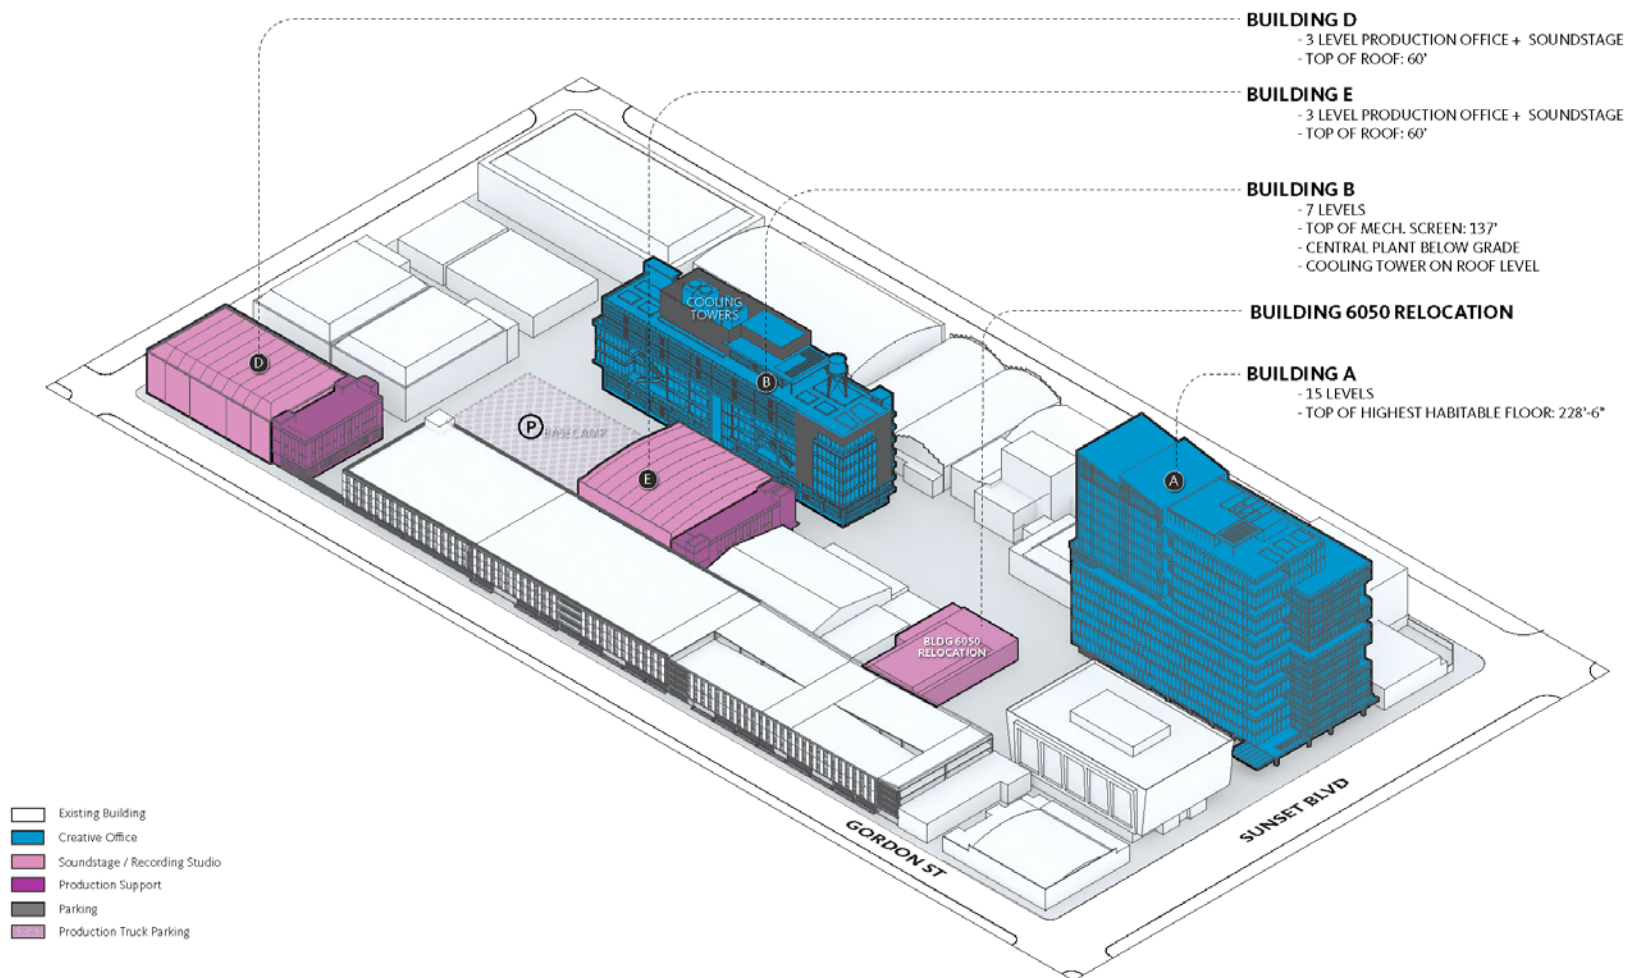 BUILDING D
- 3 LEVEL PRODUCTION OFFICE + SOUNDSTAGE
- TOP OF ROOF: 60'
BUILDING E
- 3 LEVEL PRODUCTION OFFICE + SOUNDSTAGE
- TOP OF ROOF: 60'
BUILDING B
- 7 LEVELS
- TOP OF MECH. SCREEN: 137'
- CENTRAL PLANT BELOW GRADE
- COOLING TOWER ON ROOF LEVEL
BUILDING 6050 RELOCATION
BUILDING A
- 15 LEVELS
- TOP OF HIGHEST HABITABLE FLOOR: 228'-6"
COOLING
TOWERS
D
B
P
BASECAMP
E
A
BLDG 6050
RELOCATION
GORDON ST
SUNSET BLVD
Existing Building
Creative Office
Soundstage / Recording Studio
Production Support
Parking
Production Truck Parking